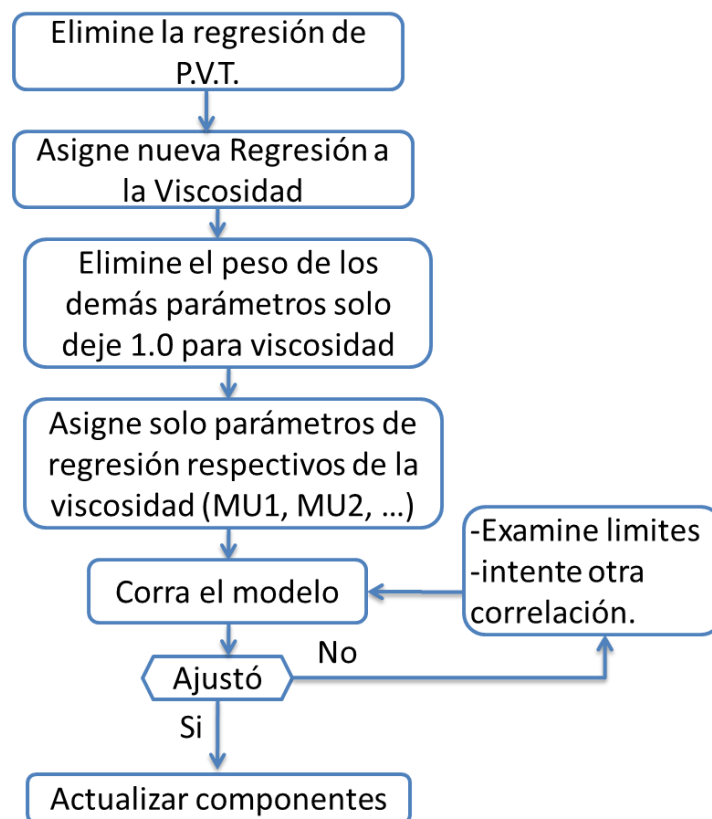 Elimine la regresión de
P.V.T.
Asigne nueva Regresión a
la Viscosidad
Elimine el peso de los
demás parámetros solo
deje 1.0 para viscosidad
Asigne solo parámetros de
regresión respectivos de la
viscosidad (MU1, MU2, ...)
-Examine limites
-intente otra
correlación.
Corra el modelo
No
Ajustó
Si
Actualizar componentes